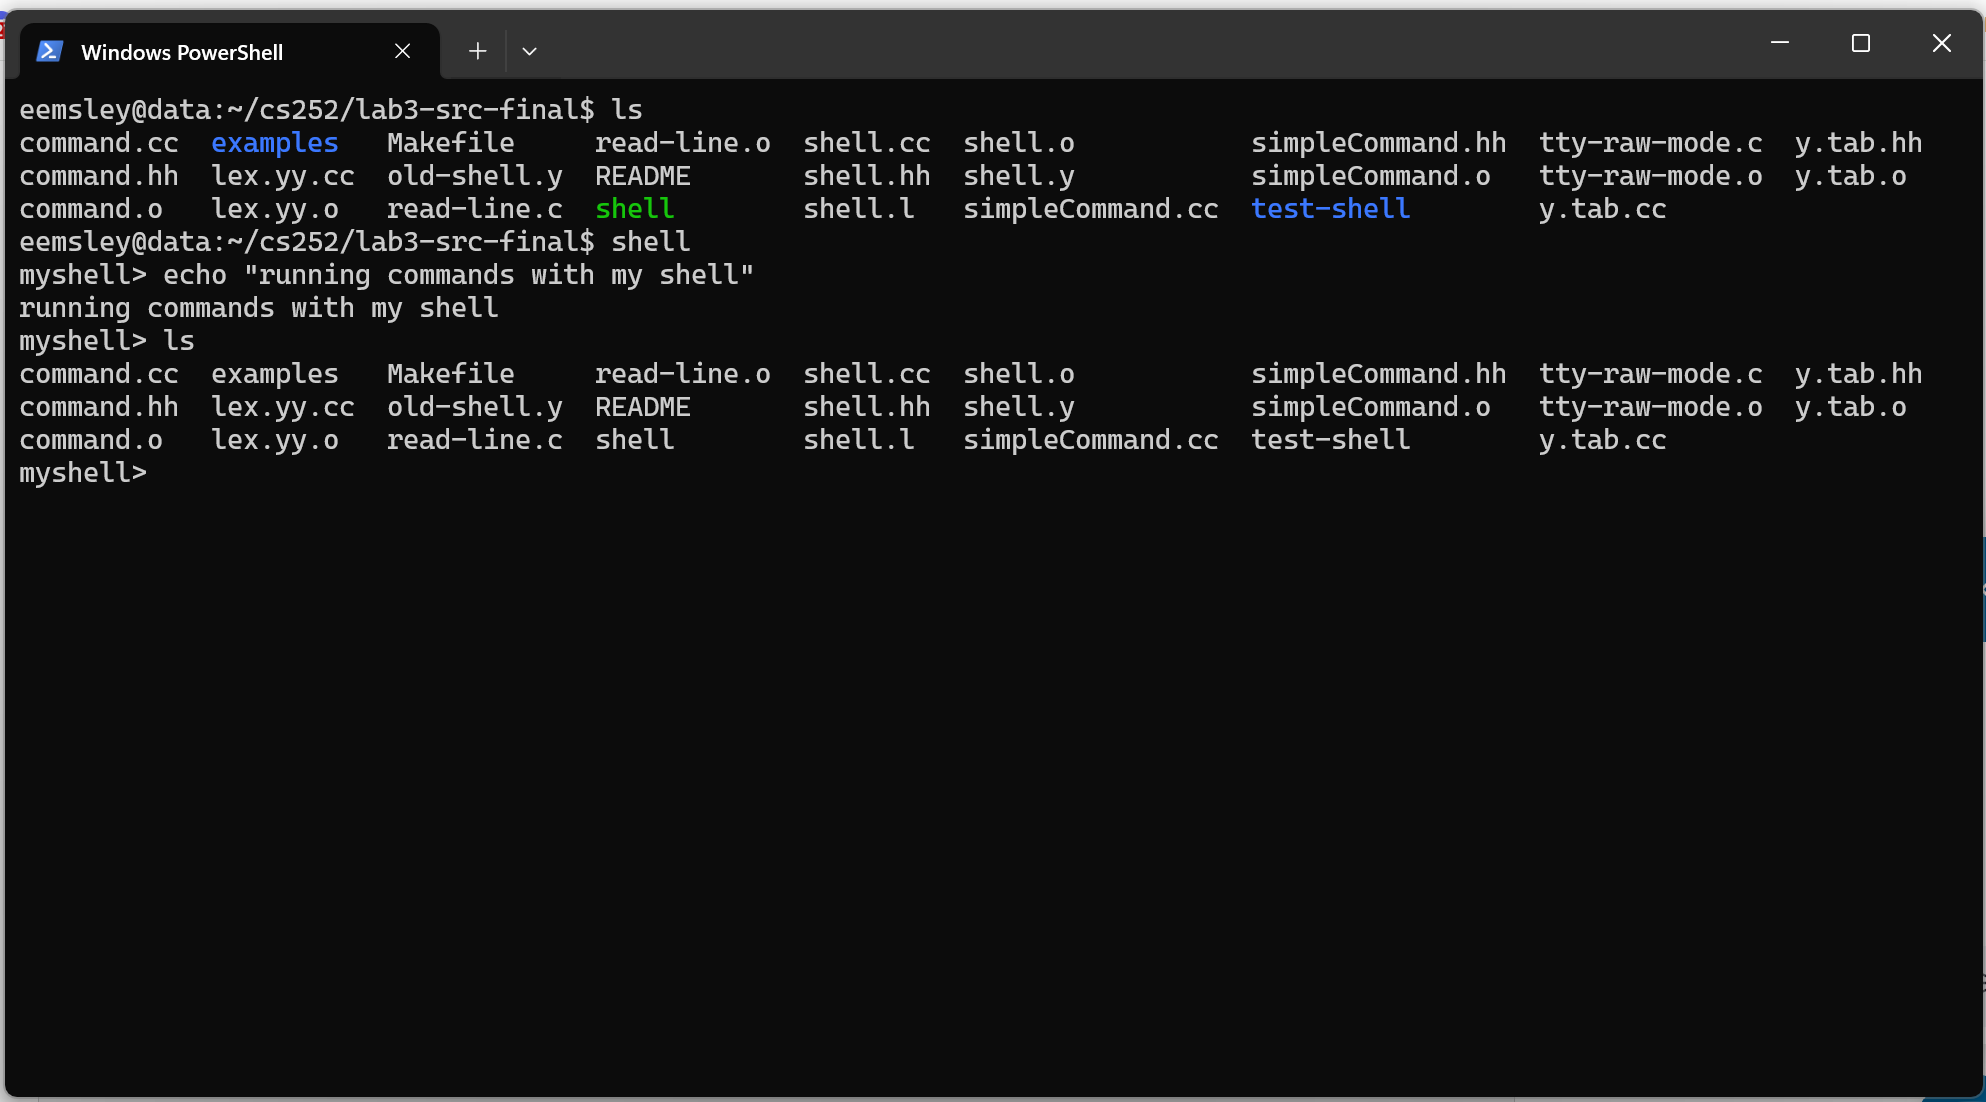 Windows PowerShell
eemsley@data:~/cs252/lab3-src-final$ ls
command.cc  examples   Makefile     read-line.o  shell.cc  shell.o           simpleCommand.hh  tty-raw-mode.c  y.tab.hh
command.hh  lex.yy.cc  old-shell.y  README       shell.hh  shell.y           simpleCommand.o   tty-raw-mode.o  y.tab.o
command.o   lex.yy.o   read-line.c  shell        shell.l   simpleCommand.cc  test-shell        y.tab.cc
eemsley@data:~/cs252/lab3-src-final$ shell
myshell> echo "running commands with my shell"
running commands with my shell
myshell> ls
command.cc  examples   Makefile     read-line.o  shell.cc  shell.o           simpleCommand.hh  tty-raw-mode.c  y.tab.hh
command.hh  lex.yy.cc  old-shell.y  README       shell.hh  shell.y           simpleCommand.o   tty-raw-mode.o  y.tab.o
command.o   lex.yy.o   read-line.c  shell        shell.l   simpleCommand.cc  test-shell        y.tab.cc
myshell>